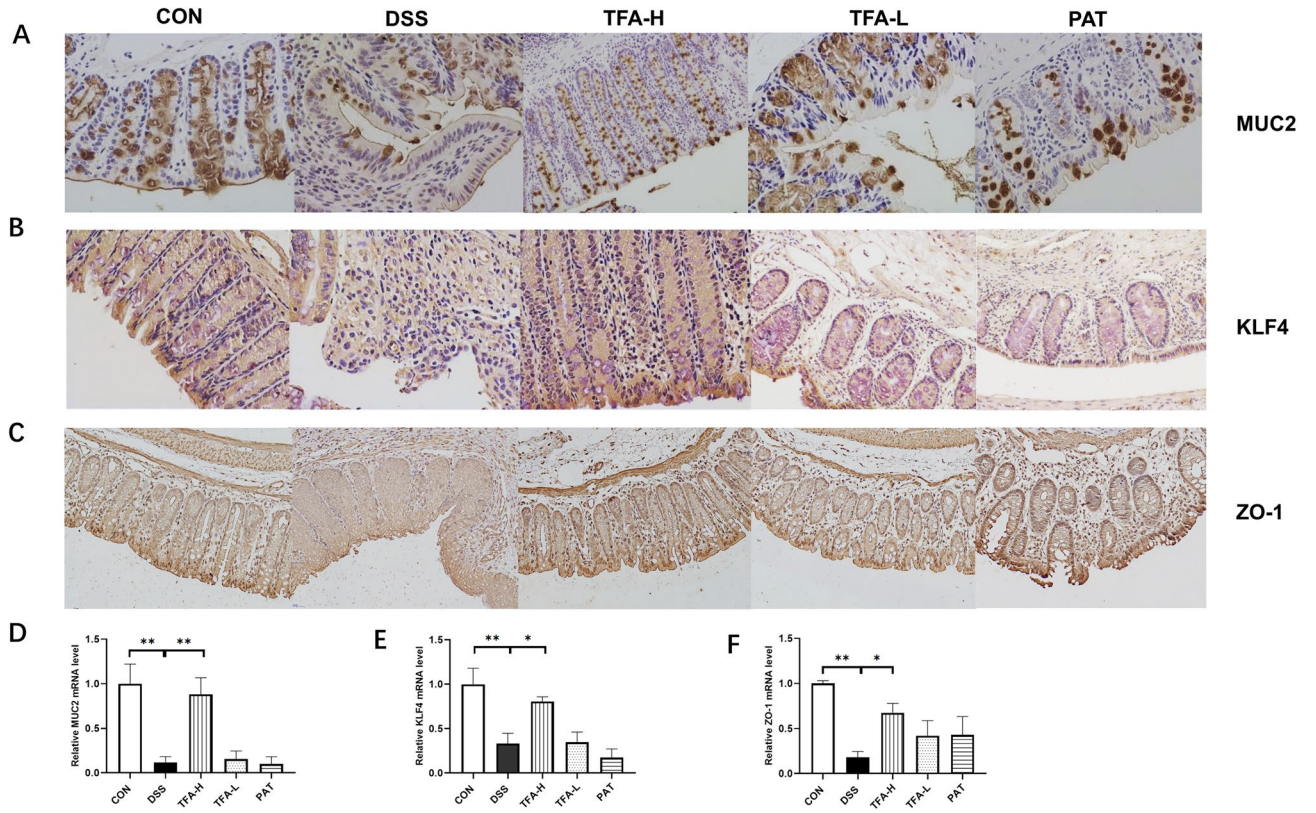 CON DSS TFA-H TFA-L PAT
A
MUC2
B
KLF4
C
ZO-1
D
Relative MUC2 mRNA level
1.5
1.0
0.5
0.0
** **
CON DSS TFA-H TFA-L PAT
E
Relative KLF4 mRNA level
1.5
1.0
0.5
0.0
** *
CON DSS TFA-H TFA-L PAT
F
Relative ZO-1 mRNA level
1.5
1.0
0.5
0.0
** *
CON DSS TFA-H TFA-L PAT